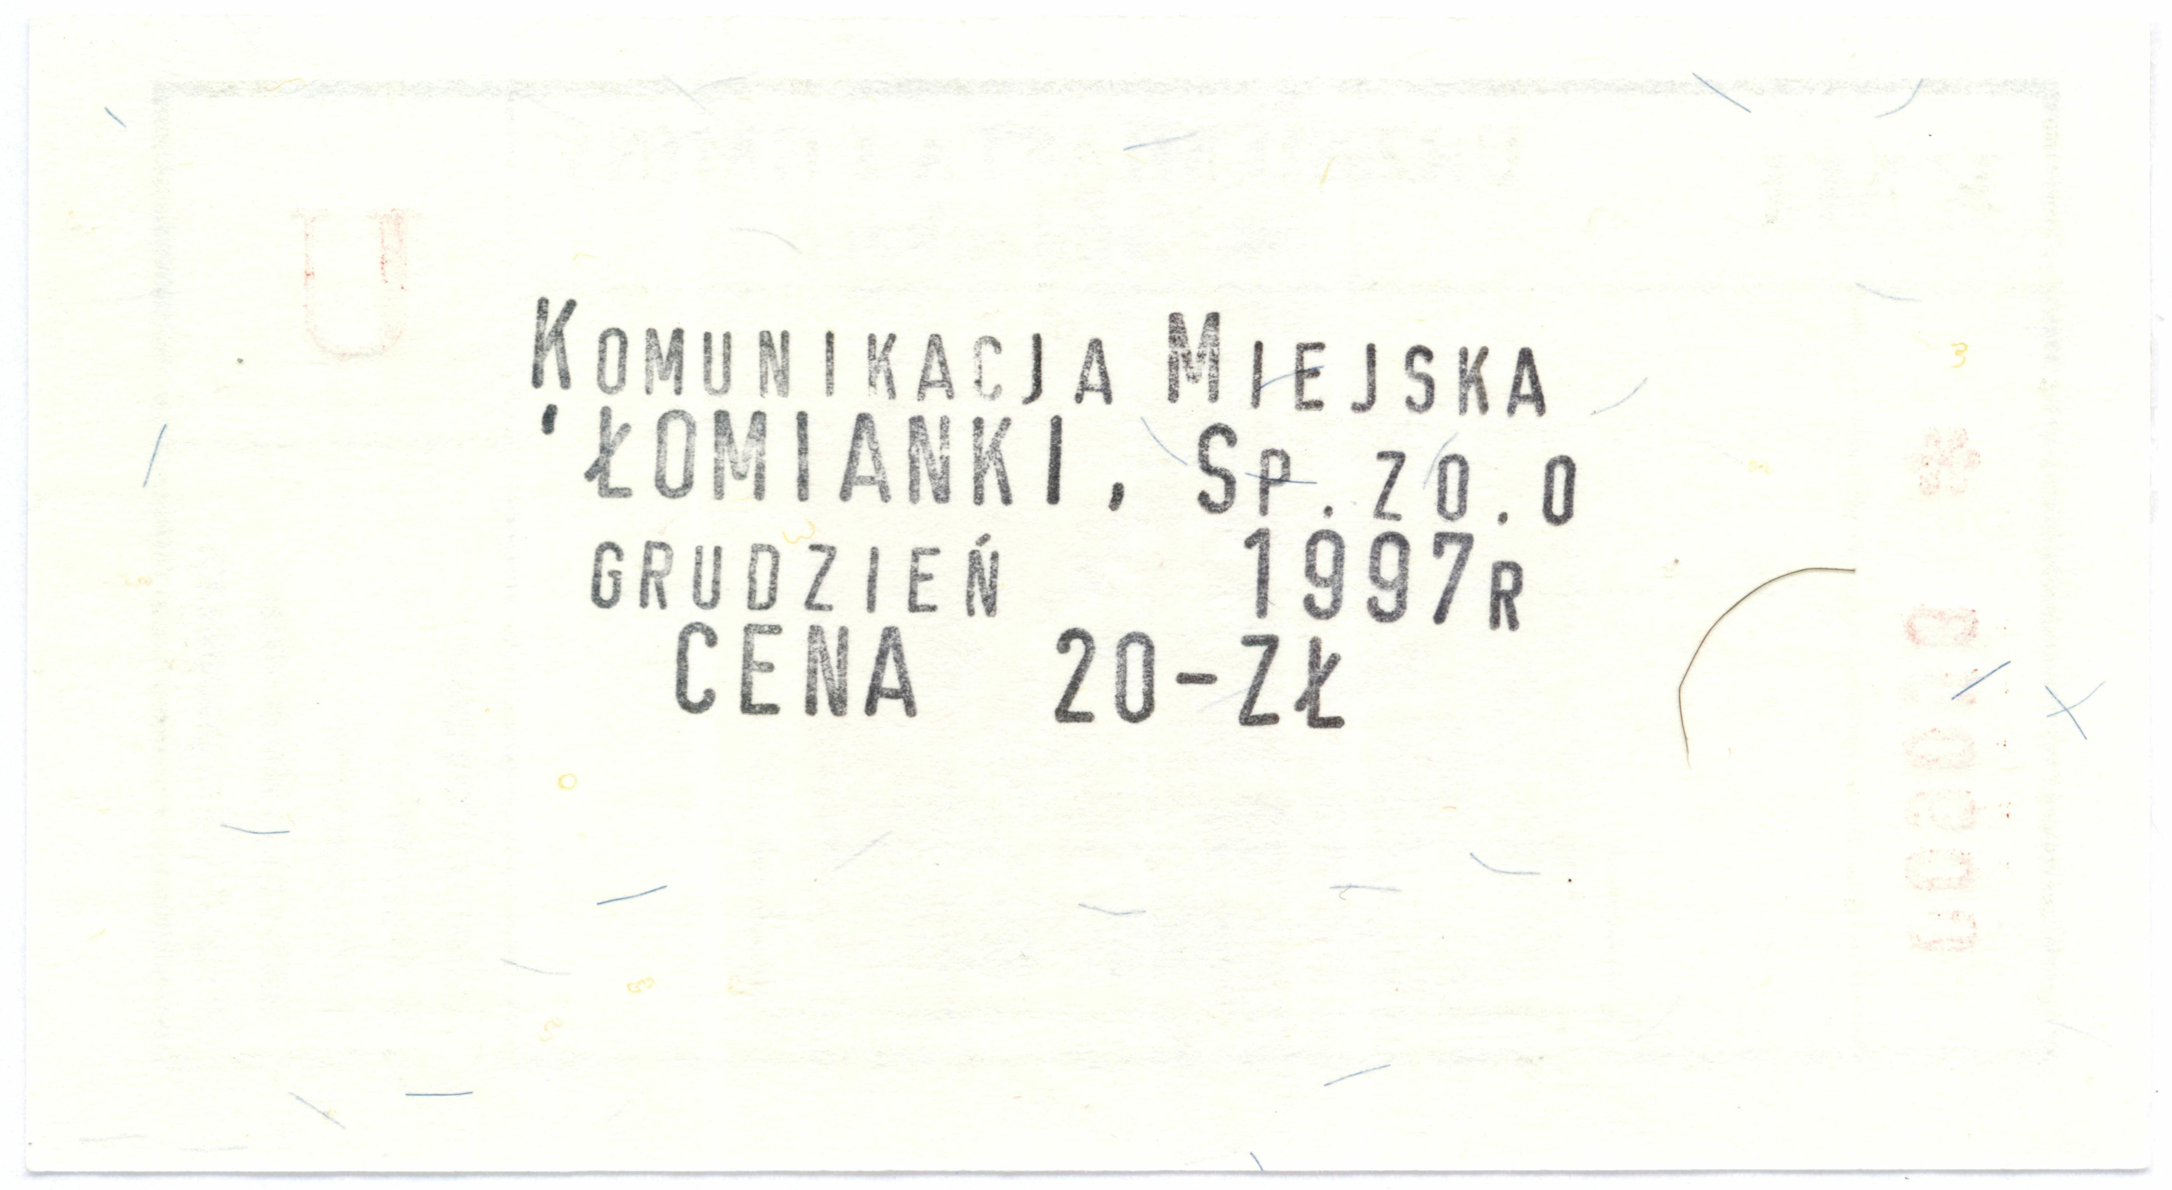 KOMUNIKACJA MIEJSKA
'ŁOMIANKI, SP. ZO.O
GRUDZIEŃ 1997R
CENA 20-ZŁ
U